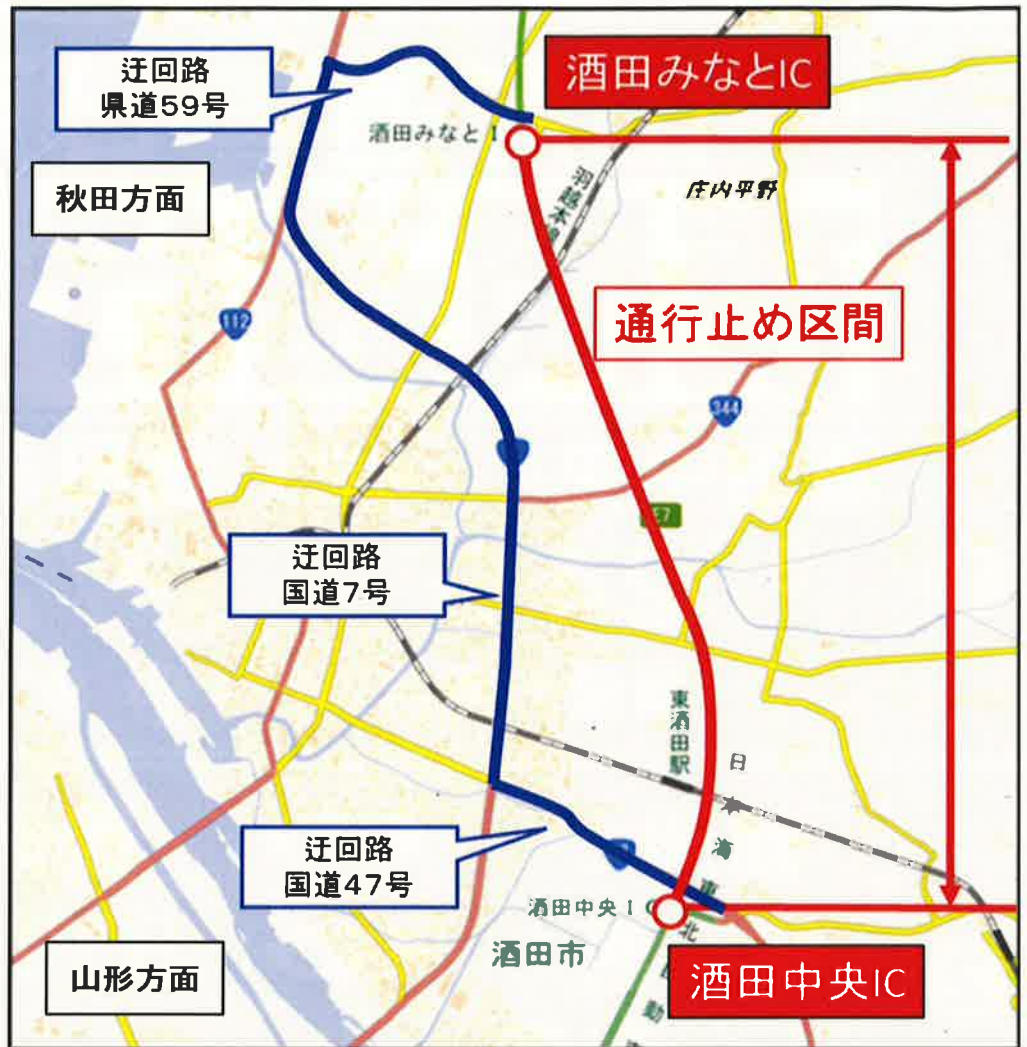 迂回路
県道59号
酒田みなとIC
酒田みなとI
秋田方面
羽越本線
庄内平野
通行止め区間
112
344
E7
迂回路
国道7号
東酒田駅
迂回路
国道47号
日
海
東
北
酒田中央IC
酒田市
動
山形方面
酒田中央IC